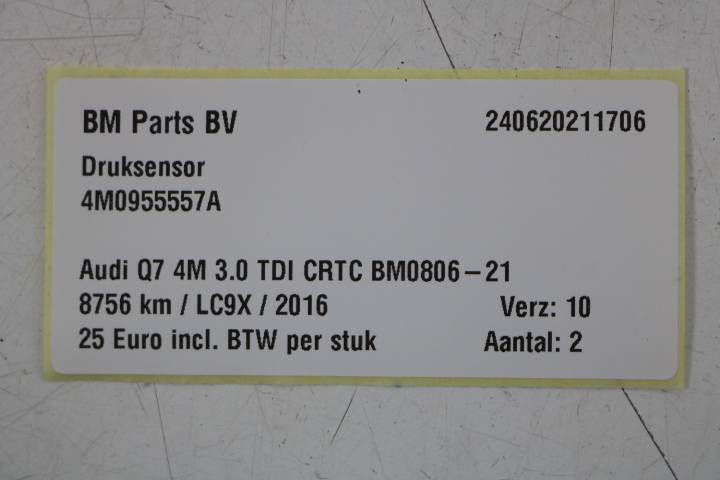 BM Parts BV 240620211706
Druksensor
4M0955557A
Audi Q7 4M 3.0 TDI CRTC BM0806-21
8756 km / LC9X / 2016 Verz: 10
25 Euro incl. BTW per stuk Aantal: 2